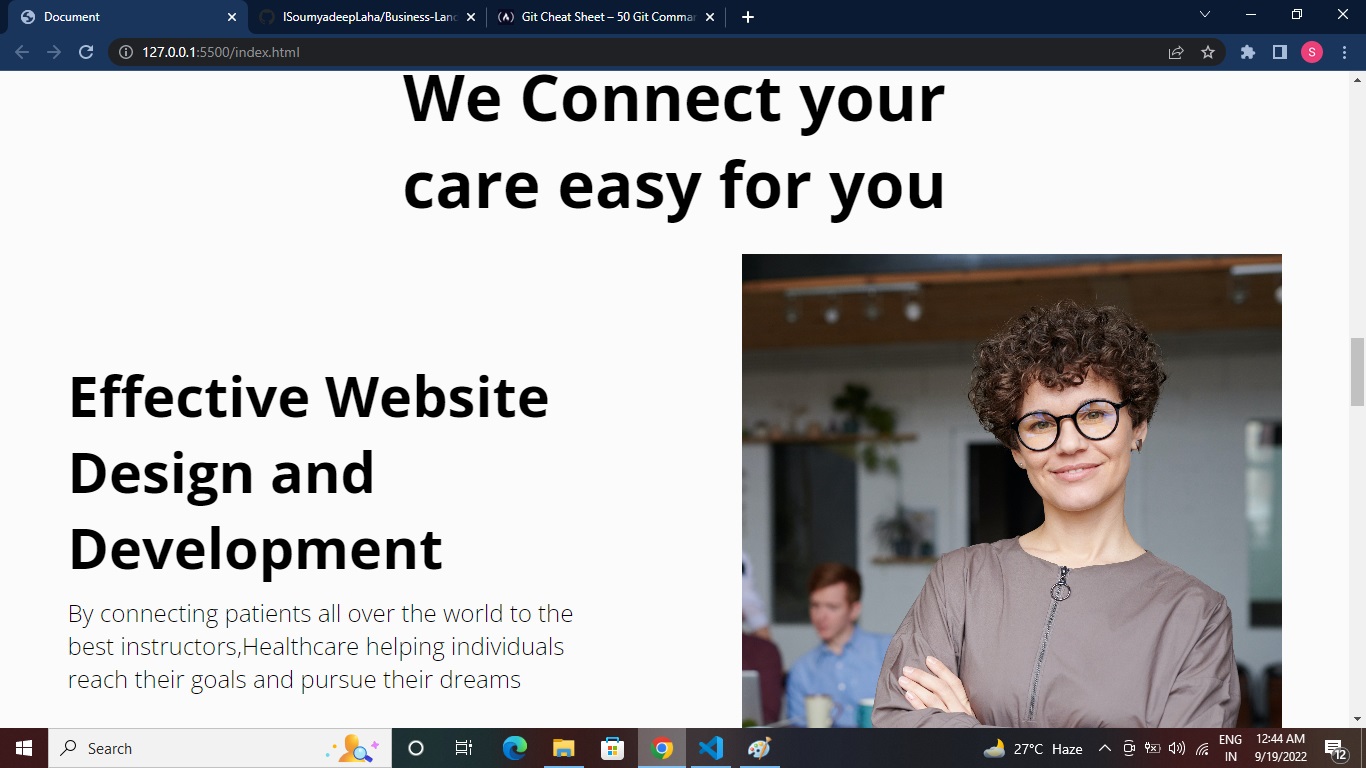 Document
ISoumyadeepLaha/Business-Lanc
Git Cheat Sheet – 50 Git Commar
127.0.0.1:5500/index.html
S
We Connect your
care easy for you
Effective Website
Design and
Development
By connecting patients all over the world to the
best instructors,Healthcare helping individuals
reach their goals and pursue their dreams
Search
27°C Haze
ENG
IN
12:44 AM
9/19/2022
12